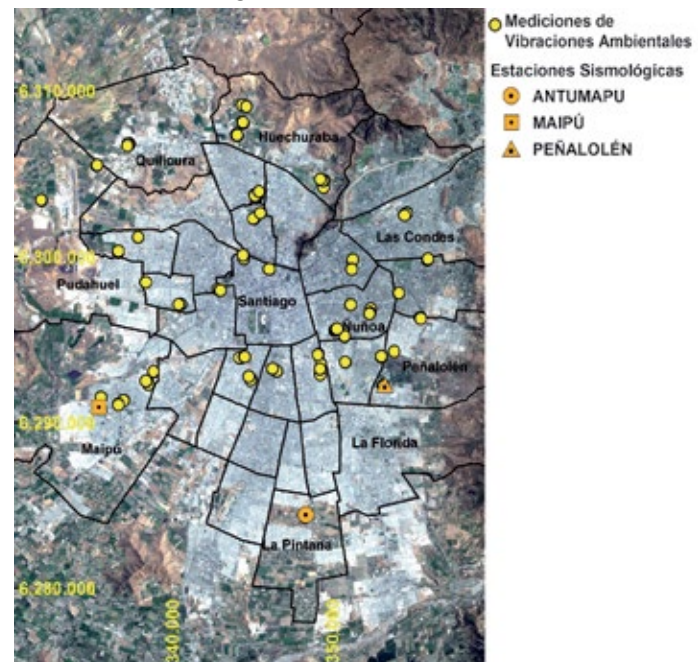 Mediciones de
Vibraciones Ambientales
Estaciones Sismológicas
ANTUMAPU
MAIPÚ
PEÑALOLÉN
6.310.000
Huechuraba
Quilicura
Las Condes
6.300.000
Pudahuel
Santiago
Ñuñoa
Peñalolén
6.290.000
Maipú
La Florida
La Pintana
6.280.000
340.000
350.000